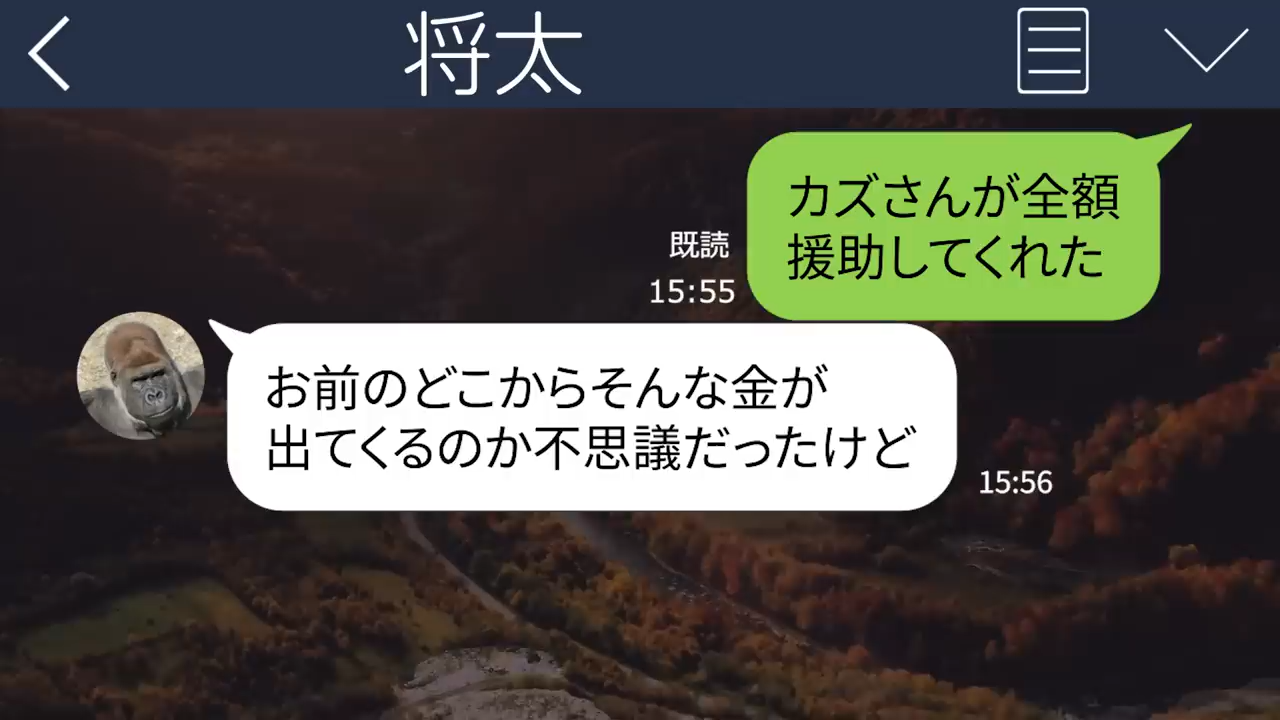 将太
カズさんが全額
援助してくれた
既読
15:55
お前のどこからそんな金が
出てくるのか不思議だったけど
15:56